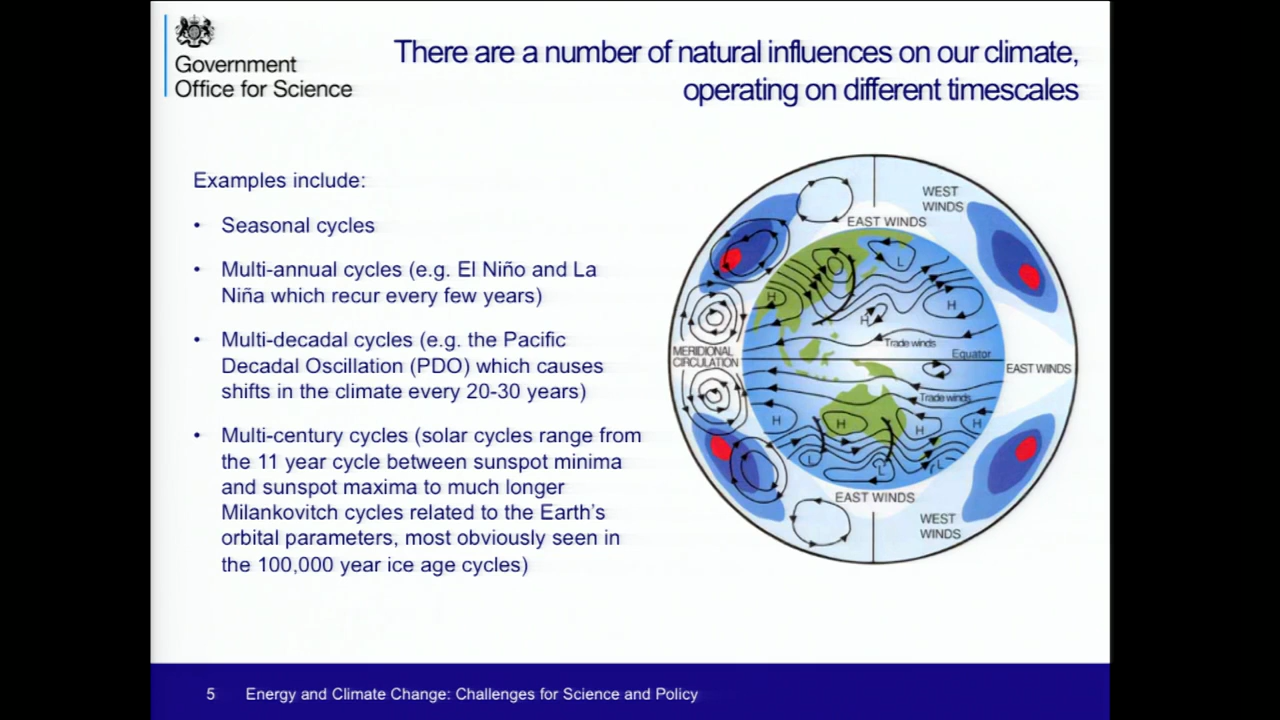 Government
Office for Science
There are a number of natural influences on our climate,
operating on different timescales
Examples include:
• Seasonal cycles
• Multi-annual cycles (e.g. El Niño and La
Niña which recur every few years)
• Multi-decadal cycles (e.g. the Pacific
Decadal Oscillation (PDO) which causes
shifts in the climate every 20-30 years)
• Multi-century cycles (solar cycles range from
the 11 year cycle between sunspot minima
and sunspot maxima to much longer
Milankovitch cycles related to the Earth's
orbital parameters, most obviously seen in
the 100,000 year ice age cycles)
WEST
WINDS
EAST WINDS
L
H
H
H
Trade winds
MERIDIONAL
CIRCULATION
Equator
EAST WINDS
Trade winds
H
H
H
H
L
L
L
EAST WINDS
WEST
WINDS
5 Energy and Climate Change: Challenges for Science and Policy